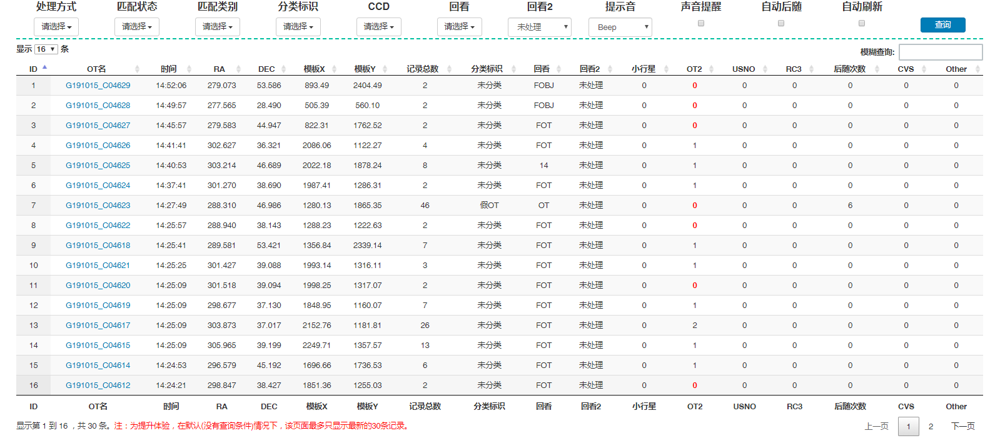 处理方式 匹配状态 匹配类别 分类标识 CCD 回看 回看2 提示音 声音提醒 自动后随 自动刷新
请选择 请选择 请选择 请选择 请选择 请选择 未处理 Beep 查询
显示 16 条
模糊查询:
ID OT名 时间 RA DEC 模板X 模板Y 记录总数 分类标识 回看 回看2 小行星 OT2 USNO RC3 后随次数 CVS Other
1 G191015_C04629 14:52:06 279.073 53.586 893.49 2404.49 2 未分类 FOBJ 未处理 0 0 0 0 0 0 0
2 G191015_C04628 14:49:57 277.565 28.490 505.39 560.10 2 未分类 FOBJ 未处理 0 0 0 0 0 0 0
3 G191015_C04627 14:45:57 279.583 44.947 822.31 1762.52 2 未分类 FOT 未处理 0 0 0 0 0 0 0
4 G191015_C04626 14:41:41 302.627 36.321 2086.06 1122.27 4 未分类 FOT 未处理 0 1 0 0 0 0 0
5 G191015_C04625 14:40:53 303.214 46.689 2022.18 1878.24 8 未分类 14 未处理 0 1 0 0 0 0 0
6 G191015_C04624 14:37:41 301.270 38.690 1987.41 1286.31 2 未分类 FOT 未处理 0 1 0 0 0 0 0
7 G191015_C04623 14:27:49 288.310 46.986 1280.13 1865.35 46 假OT OT 未处理 0 0 0 0 6 0 0
8 G191015_C04622 14:25:57 288.940 38.143 1288.23 1222.63 2 未分类 FOT 未处理 0 0 0 0 0 0 0
9 G191015_C04618 14:25:41 289.581 53.421 1356.84 2339.14 7 未分类 FOT 未处理 0 1 0 0 0 0 0
10 G191015_C04621 14:25:25 301.427 39.088 1993.14 1316.11 3 未分类 FOT 未处理 0 1 0 0 0 0 0
11 G191015_C04620 14:25:09 301.518 39.094 1998.25 1317.07 2 未分类 FOT 未处理 0 0 0 0 0 0 0
12 G191015_C04619 14:25:09 298.677 37.130 1848.95 1160.07 7 未分类 FOT 未处理 0 1 0 0 0 0 0
13 G191015_C04617 14:25:09 303.873 37.017 2152.76 1181.81 26 未分类 FOT 未处理 0 2 0 0 0 0 0
14 G191015_C04615 14:25:09 305.965 39.199 2249.71 1357.57 13 未分类 FOT 未处理 0 1 0 0 0 0 0
15 G191015_C04614 14:24:53 296.579 45.192 1696.66 1736.53 6 未分类 FOT 未处理 0 1 0 0 0 0 0
16 G191015_C04612 14:24:21 298.847 38.427 1851.36 1255.03 2 未分类 FOT 未处理 0 0 0 0 0 0 0
ID OT名 时间 RA DEC 模板X 模板Y 记录总数 分类标识 回看 回看2 小行星 OT2 USNO RC3 后随次数 CVS Other
显示第 1 到 16 ，共 30 条。注：为提升体验，在默认(没有查询条件)情况下，该页面最多只显示最新的30条记录。
上一页 1 2 下一页